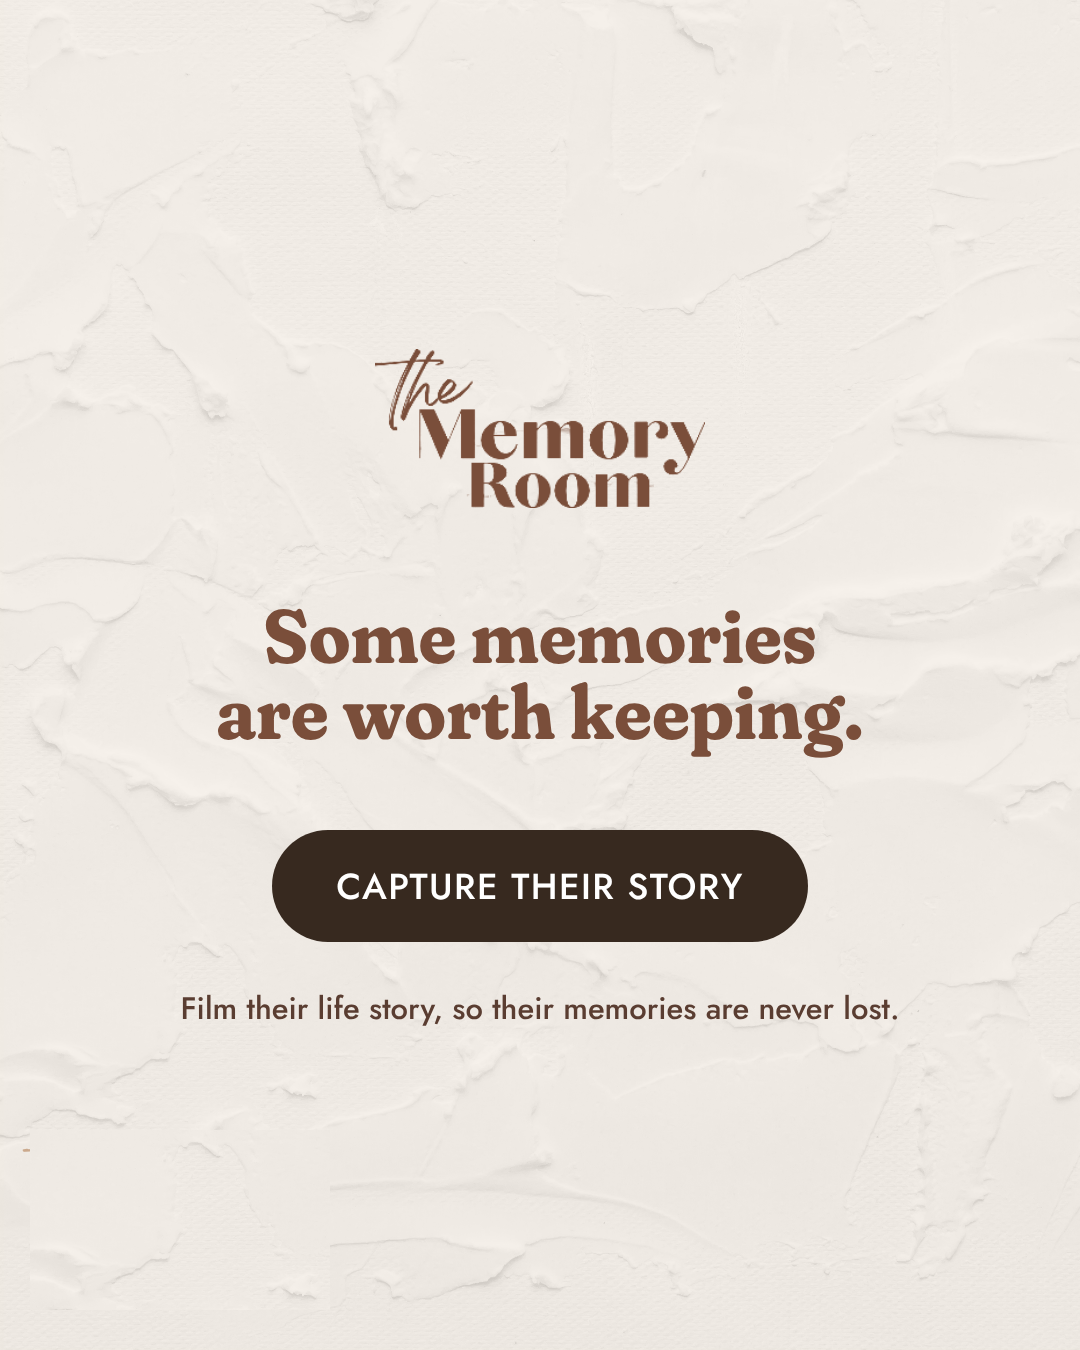 the
Memory
Room
Some memories
are worth keeping.
CAPTURE THEIR STORY
Film their life story, so their memories are never lost.